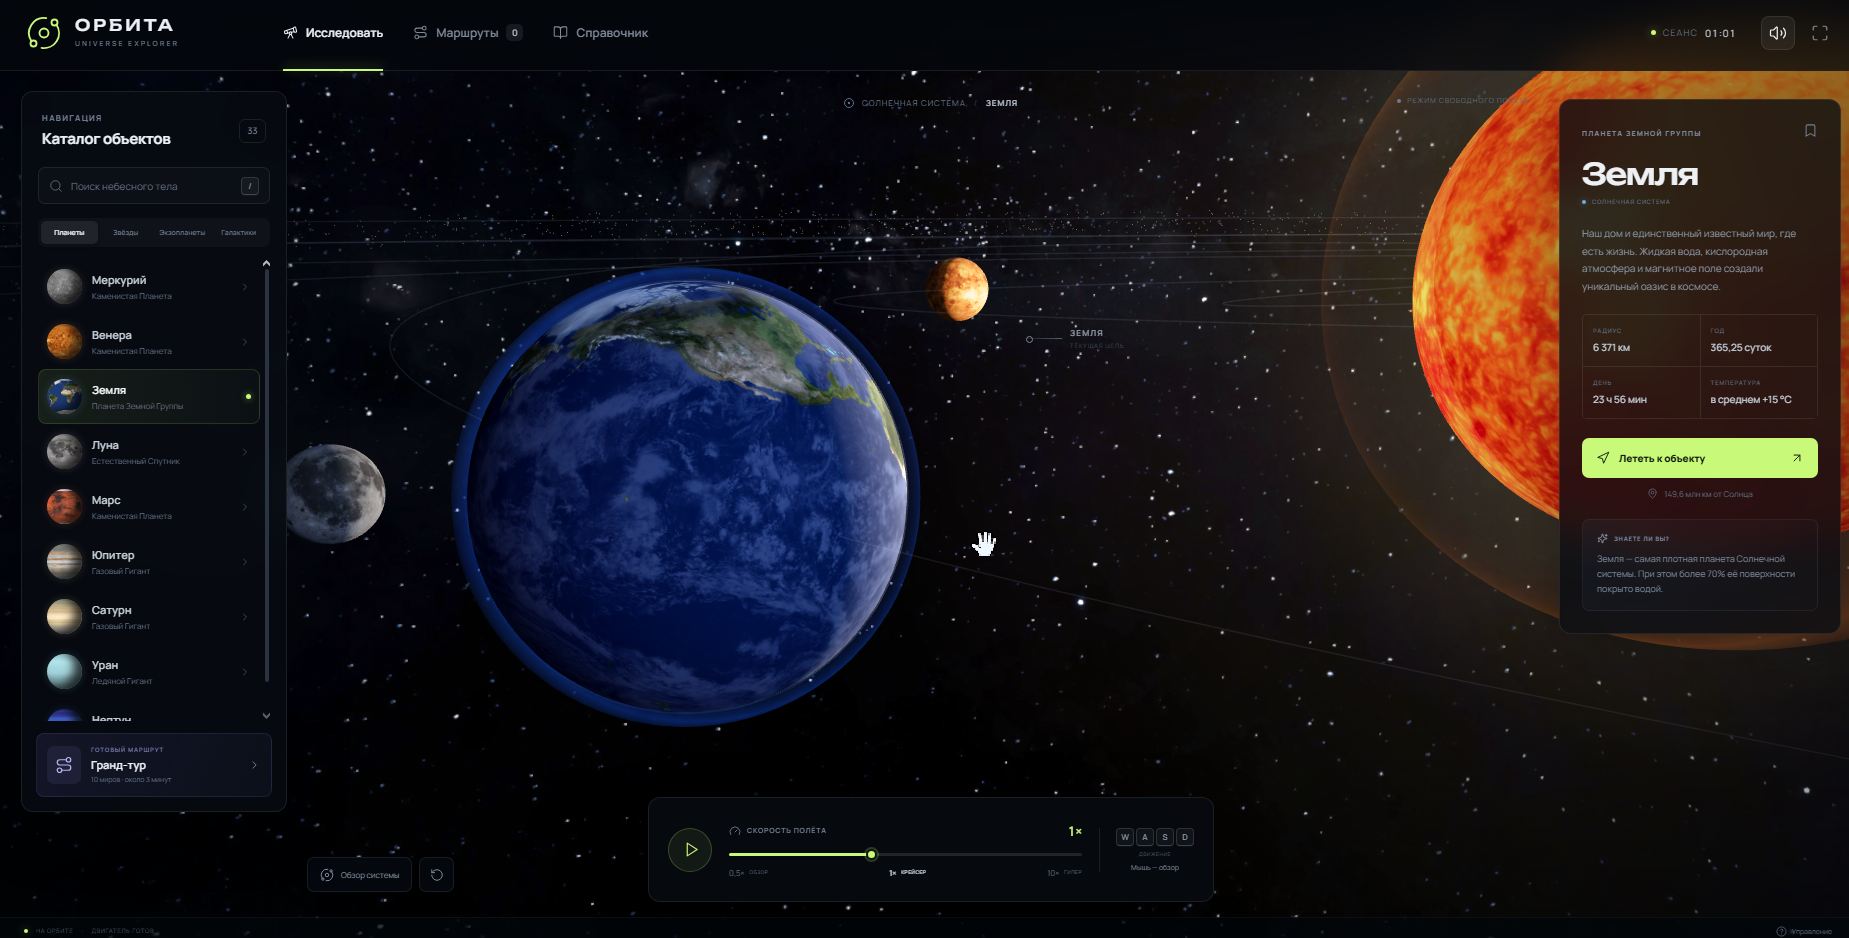 ОРБИТА
UNIVERSE EXPLORER
Исследовать
Маршруты 0
Справочник
СЕАНС 01:01
НАВИГАЦИЯ
Каталог объектов
33
Поиск небесного тела /
Планеты Звёзды Экзопланеты Галактики
Меркурий
Каменистая Планета
Венера
Каменистая Планета
Земля
Планета Земной Группы
Луна
Естественный Спутник
Марс
Каменистая Планета
Юпитер
Газовый Гигант
Сатурн
Газовый Гигант
Уран
Ледяной Гигант
Нептун
ГОТОВЫЙ МАРШРУТ
Гранд-тур
10 миров · около 3 минут
СОЛНЕЧНАЯ СИСТЕМА / ЗЕМЛЯ
РЕЖИМ СВОБОДНОГО
ЗЕМЛЯ
ТЕКУЩАЯ ЦЕЛЬ
ПЛАНЕТА ЗЕМНОЙ ГРУППЫ
Земля
СОЛНЕЧНАЯ СИСТЕМА
Наш дом и единственный известный мир, где
есть жизнь. Жидкая вода, кислородная
атмосфера и магнитное поле создали
уникальный оазис в космосе.
РАДИУС
6 371 км
ГОД
365,25 суток
ДЕНЬ
23 ч 56 мин
ТЕМПЕРАТУРА
в среднем +15 °C
Лететь к объекту
149,6 млн км от Солнца
ЗНАЕТЕ ЛИ ВЫ?
Земля — самая плотная планета Солнечной
системы. При этом более 70% её поверхности
покрыто водой.
Обзор системы
СКОРОСТЬ ПОЛЁТА 1×
0,5× ОБЗОР 1× КРЕЙСЕР 10× ГИПЕР
W A S D
ДВИЖЕНИЕ
Мышь — обзор
НА ОРБИТЕ ДВИГАТЕЛЬ ГОТОВ
Управление